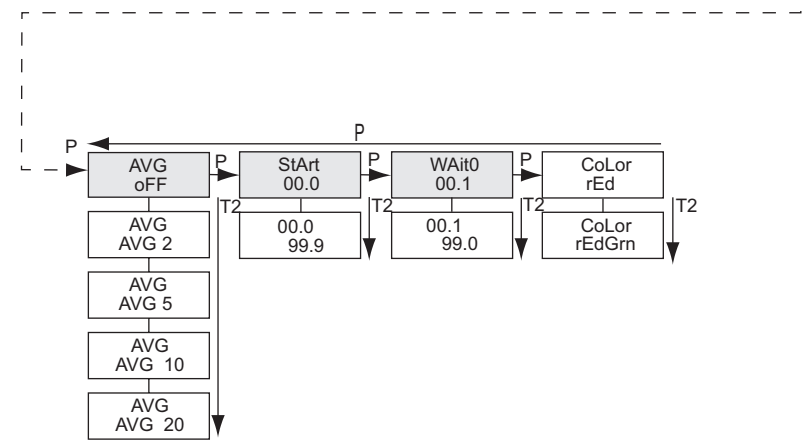 P
P
AVG
oFF
P
StArt
00.0
P
WAit0
00.1
P
CoLor
rEd
T2
T2
T2
T2
AVG
AVG 2
00.0
99.9
00.1
99.0
CoLor
rEdGrn
AVG
AVG 5
AVG
AVG 10
AVG
AVG 20